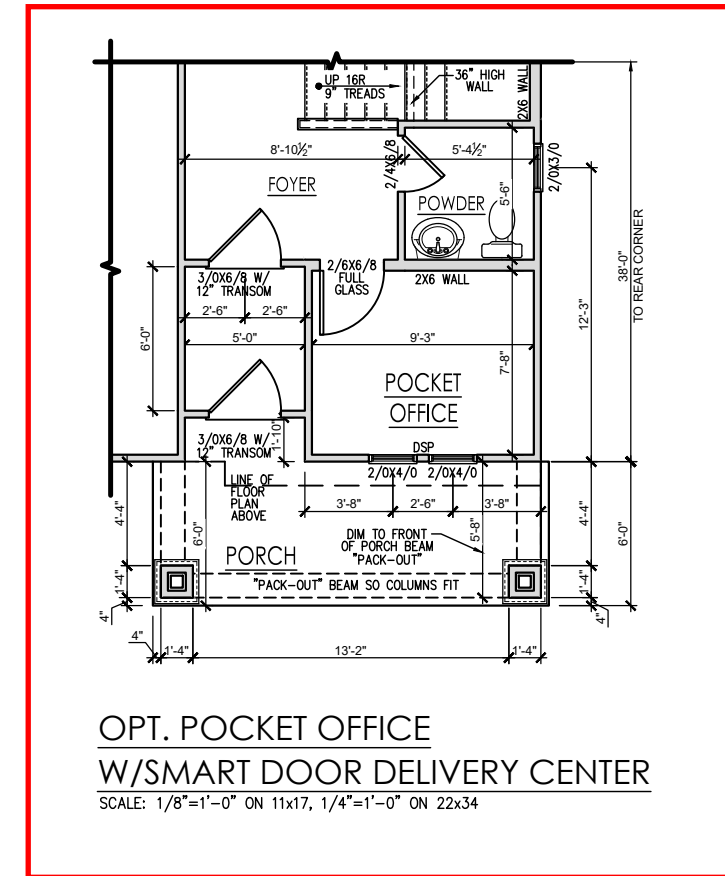 UP 16R
9" TREADS
36" HIGH
WALL
2X6 WALL
8'-10½"
2/4X6/8
5'-4½"
2/0X3/0
FOYER
POWDER
5'-6"
38'-0"
TO REAR CORNER
12'-3"
3/0X6/8 W/
12" TRANSOM
2/6X6/8
FULL
GLASS
2X6 WALL
2'-6"
2'-6"
6'-0"
5'-0"
9'-3"
7'-8"
POCKET
OFFICE
3/0X6/8 W/
12" TRANSOM
1'-10"
DSP
2/0X4/0
2/0X4/0
LINE OF
FLOOR
PLAN
ABOVE
3'-8"
2'-6"
3'-8"
4'-4"
6'-0"
DIM TO FRONT
OF PORCH BEAM
"PACK-OUT"
5'-8"
4'-4"
6'-0"
PORCH
"PACK-OUT" BEAM SO COLUMNS FIT
1'-4"
1'-4"
4"
4"
4"
1'-4"
13'-2"
1'-4"
OPT. POCKET OFFICE
W/SMART DOOR DELIVERY CENTER
SCALE: 1/8"=1'-0" ON 11x17, 1/4"=1'-0" ON 22x34